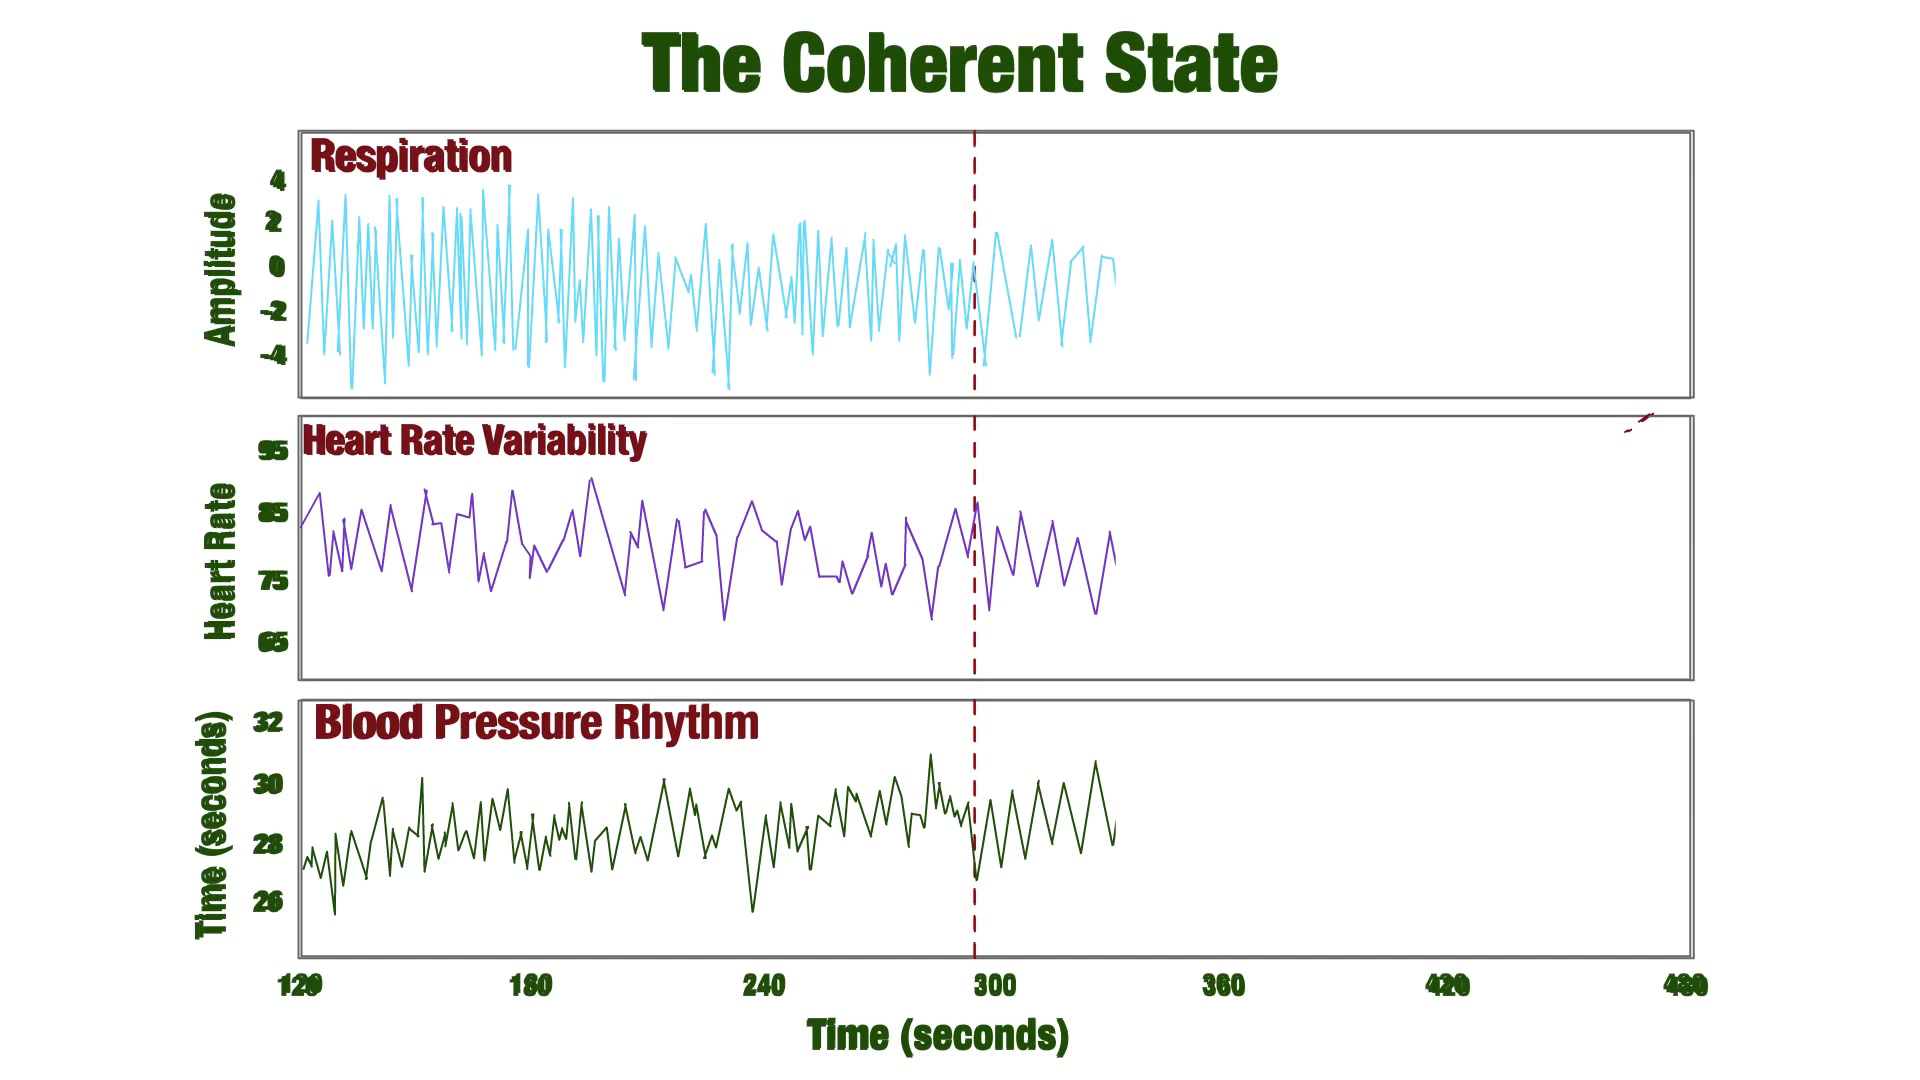 The Coherent State
Respiration
Amplitude
4
2
0
-2
-4
Heart Rate Variability
Heart Rate
95
85
75
65
Blood Pressure Rhythm
Time (seconds)
32
30
28
26
120 180 240 300 360 420 480
Time (seconds)